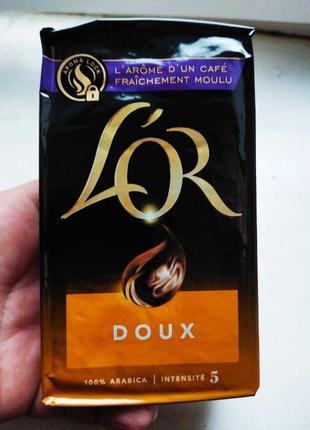 AROMA LOCK
L'ARÔME D'UN CAFÉ
FRAÎCHEMENT MOULU
L'OR
DOUX
100% ARABICA | INTENSITÉ 5